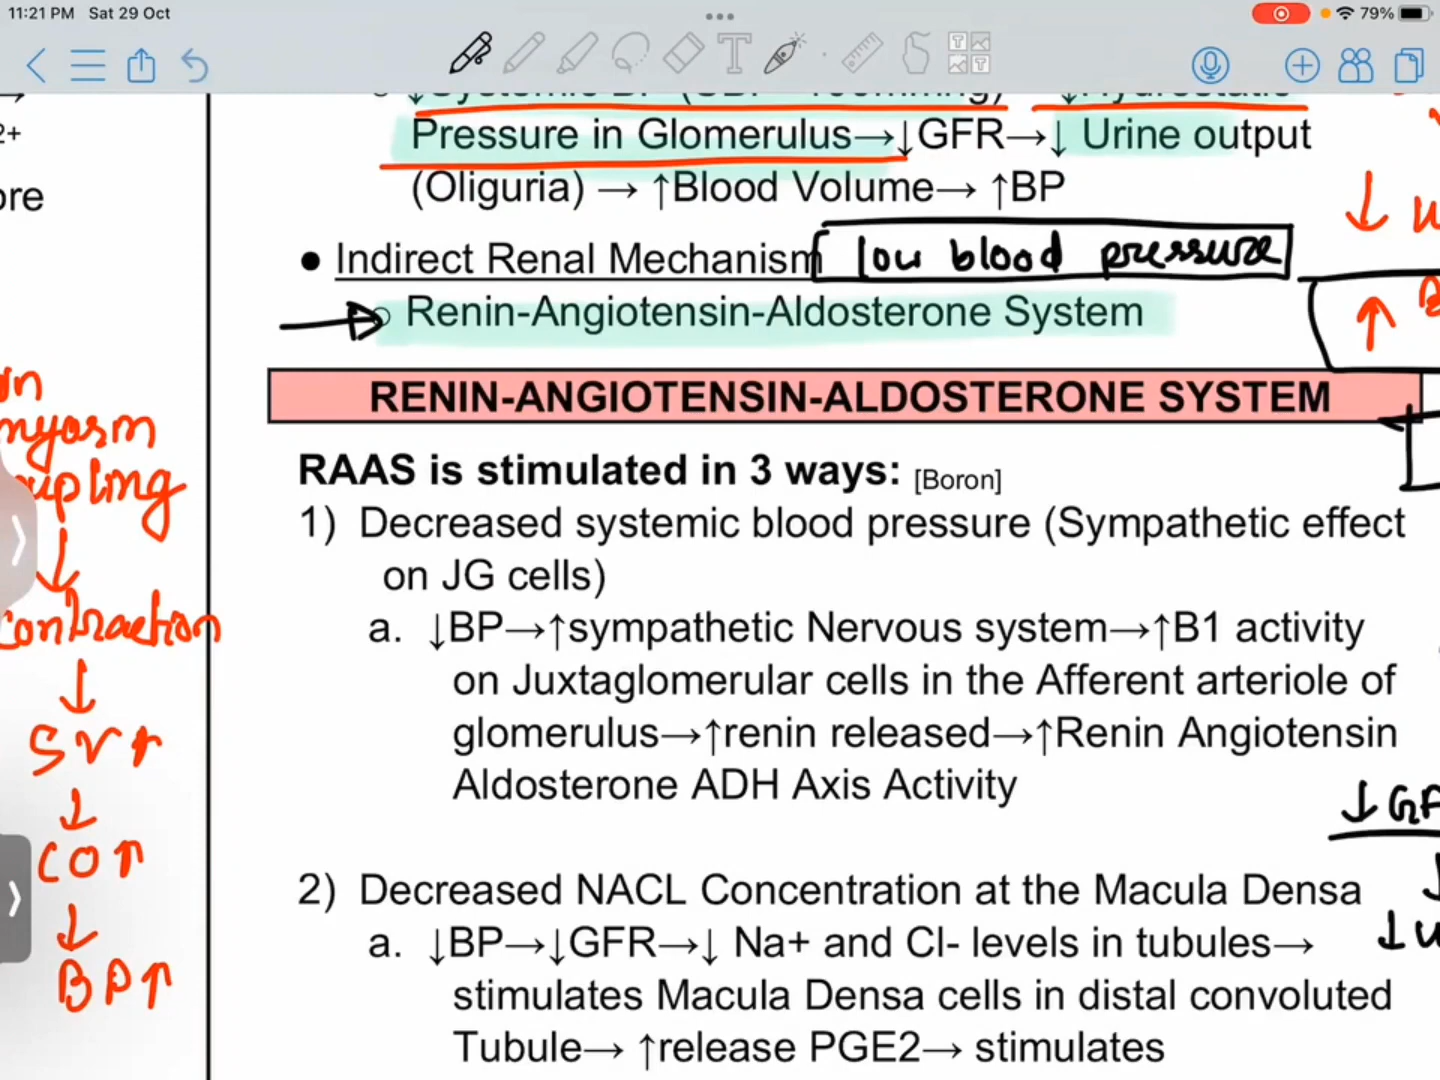 11:21 PM Sat 29 Oct
79%
2+
ore
Pressure in Glomerulus→↓GFR→↓ Urine output
(Oliguria) → ↑Blood Volume→ ↑BP
● Indirect Renal Mechanism low blood pressure
○ Renin-Angiotensin-Aldosterone System
RENIN-ANGIOTENSIN-ALDOSTERONE SYSTEM
RAAS is stimulated in 3 ways: [Boron]
1) Decreased systemic blood pressure (Sympathetic effect
on JG cells)
a. ↓BP→↑sympathetic Nervous system→↑B1 activity
on Juxtaglomerular cells in the Afferent arteriole of
glomerulus→↑renin released→↑Renin Angiotensin
Aldosterone ADH Axis Activity
2) Decreased NACL Concentration at the Macula Densa
a. ↓BP→↓GFR→↓ Na+ and Cl- levels in tubules→
stimulates Macula Densa cells in distal convoluted
Tubule→ ↑release PGE2→ stimulates
upling
↓
contraction
↓
SV↑
↓
CO↑
↓
BP↑